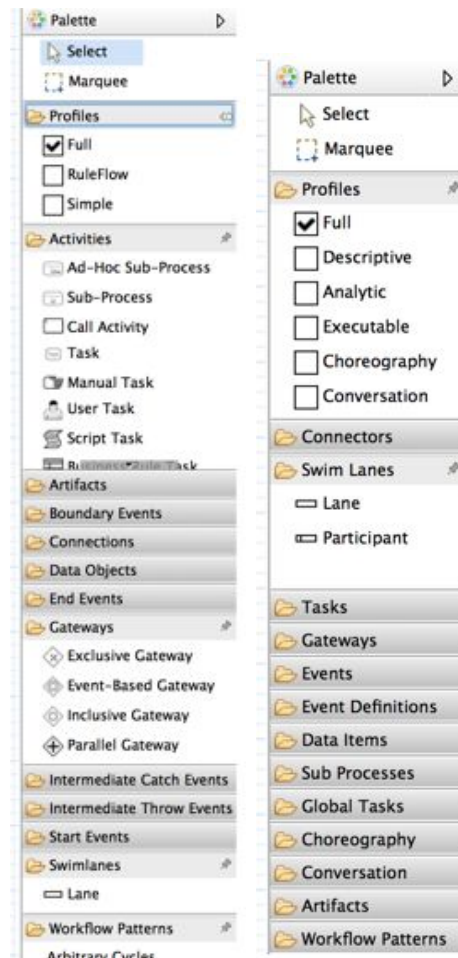 Palette
Select
Marquee
Profiles
Full
RuleFlow
Simple
Activities
Ad-Hoc Sub-Process
Sub-Process
Call Activity
Task
Manual Task
User Task
Script Task
Business Rule Task
Artifacts
Boundary Events
Connections
Data Objects
End Events
Gateways
Exclusive Gateway
Event-Based Gateway
Inclusive Gateway
Parallel Gateway
Intermediate Catch Events
Intermediate Throw Events
Start Events
Swimlanes
Lane
Workflow Patterns
Arbitrary Cycles
Palette
Select
Marquee
Profiles
Full
Descriptive
Analytic
Executable
Choreography
Conversation
Connectors
Swim Lanes
Lane
Participant
Tasks
Gateways
Events
Event Definitions
Data Items
Sub Processes
Global Tasks
Choreography
Conversation
Artifacts
Workflow Patterns